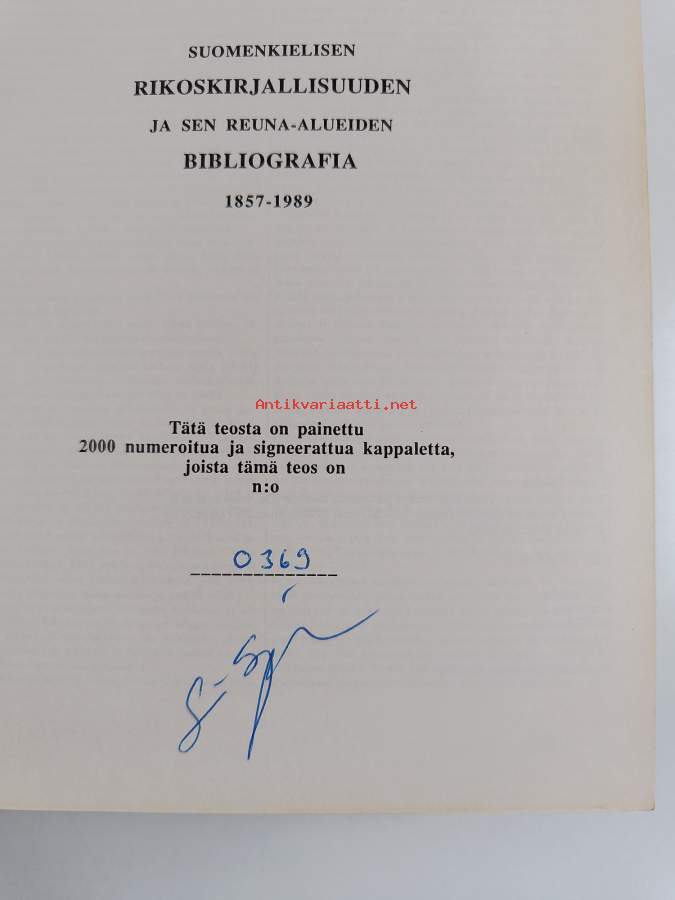 SUOMENKIELISEN
RIKOSKIRJALLISUUDEN
JA SEN REUNA-ALUEIDEN
BIBLIOGRAFIA
1857-1989
Antikvariaatti.net
Tätä teosta on painettu
2000 numeroitua ja signeerattua kappaletta,
joista tämä teos on
n:o
0369